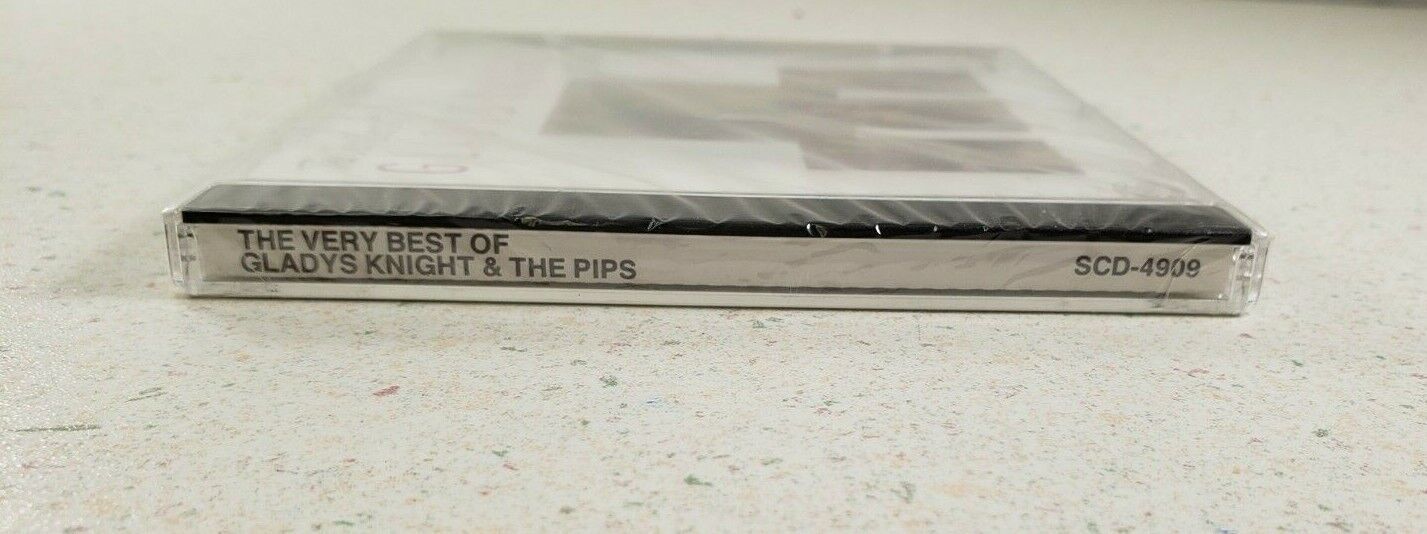 THE VERY BEST OF
GLADYS KNIGHT & THE PIPS
SCD-4909